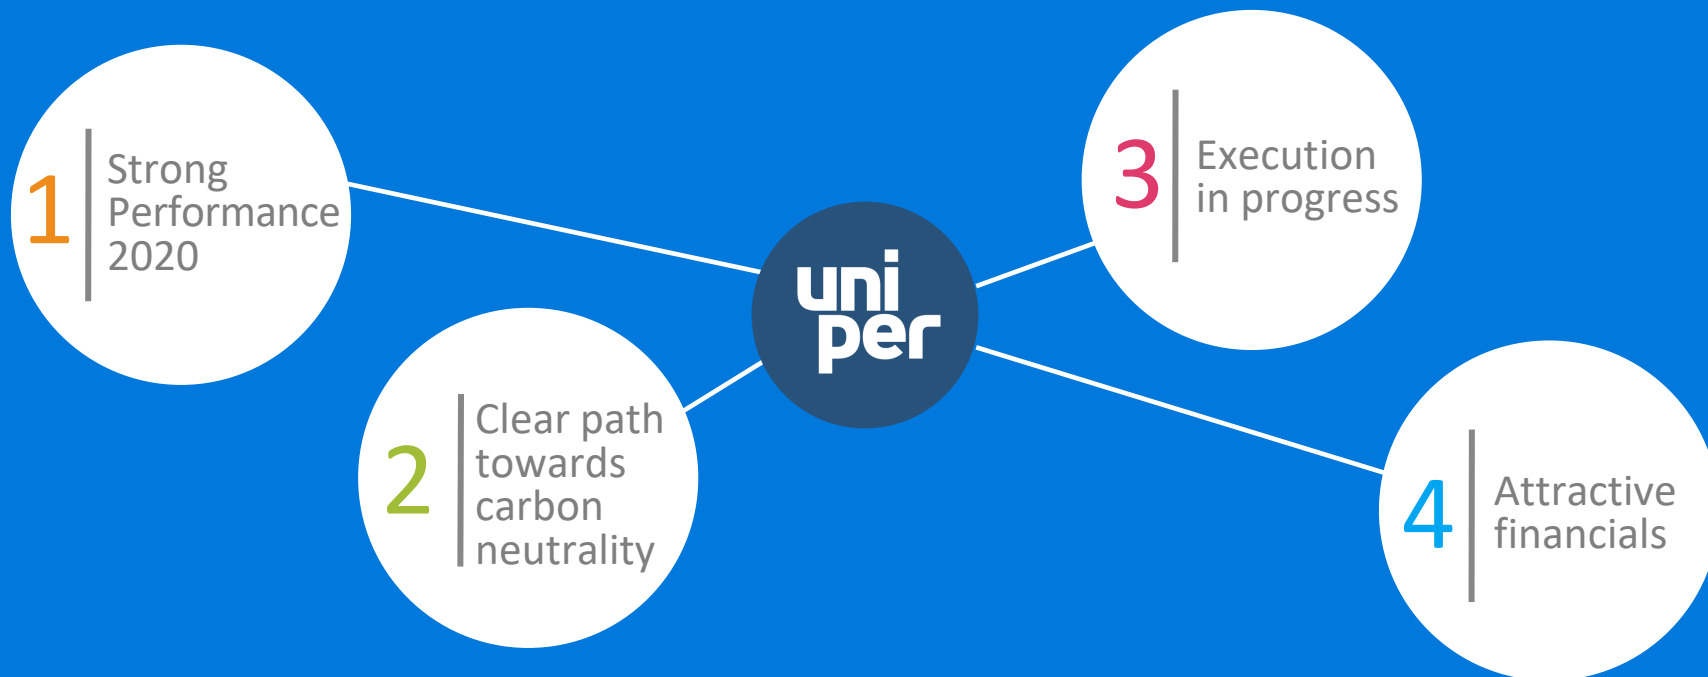 1
Strong
Performance
2020
2
Clear path
towards
carbon
neutrality
uni
per
3
Execution
in progress
4
Attractive
financials